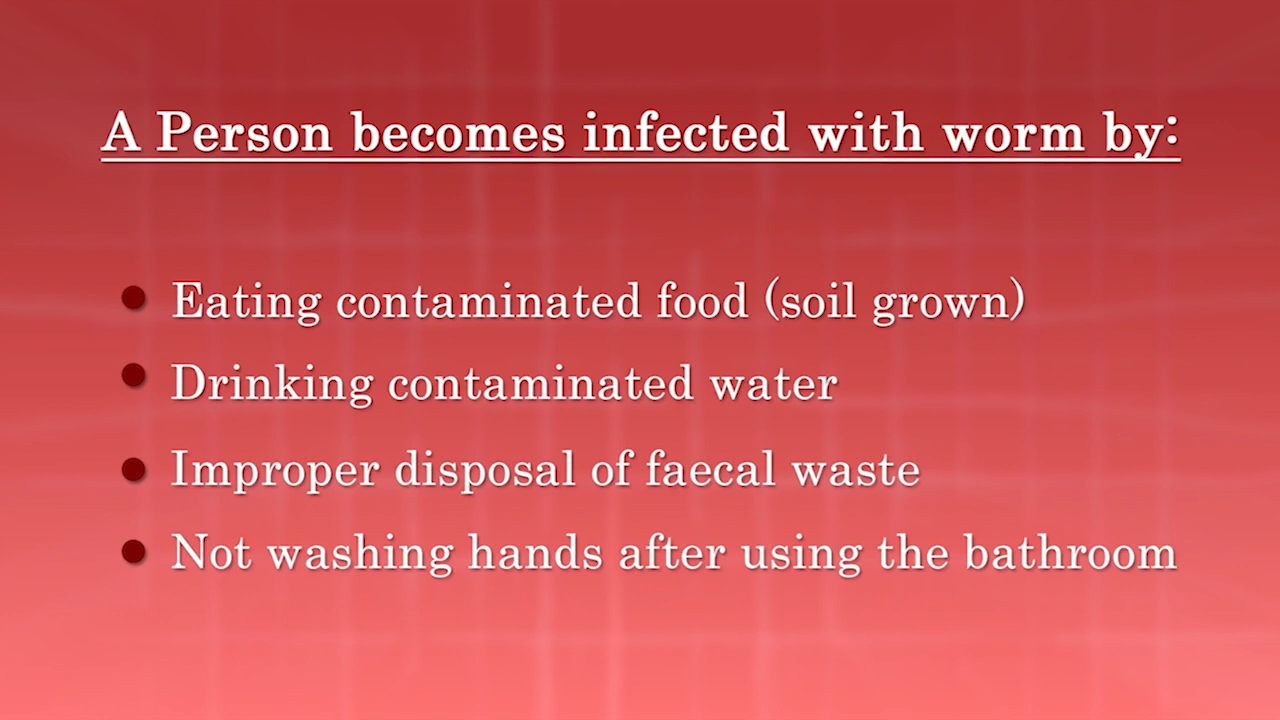 A Person becomes infected with worm by:
● Eating contaminated food (soil grown)
● Drinking contaminated water
● Improper disposal of faecal waste
● Not washing hands after using the bathroom